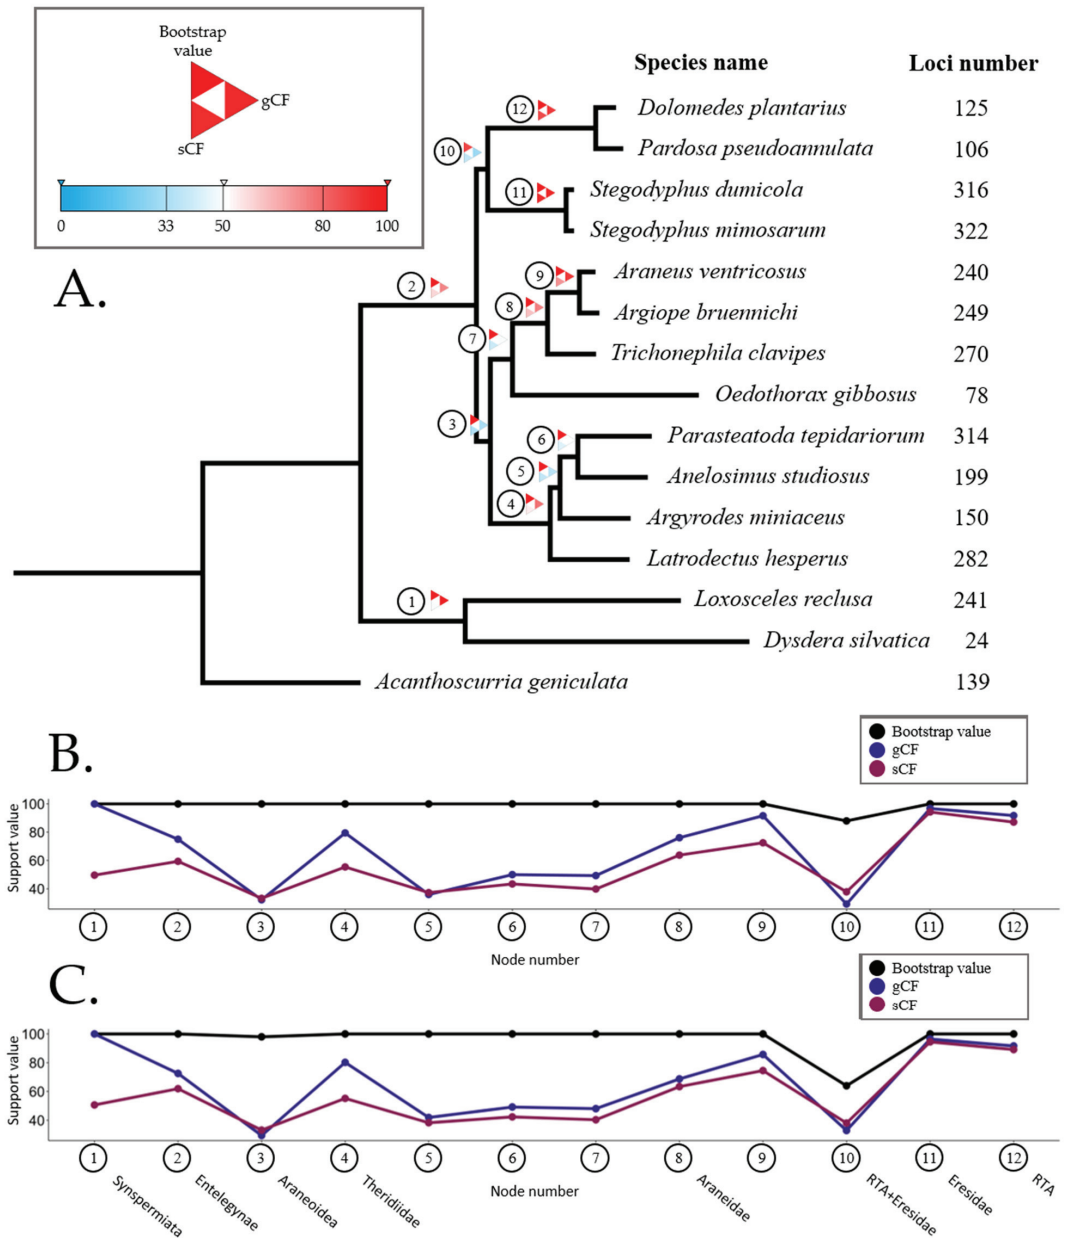 Bootstrap
value
gCF
sCF
0 33 50 80 100
A.
Species name Loci number
12 Dolomedes plantarius 125
10 Pardosa pseudoannulata 106
11 Stegodyphus dumicola 316
Stegodyphus mimosarum 322
2 9 Araneus ventricosus 240
8 Argiope bruennichi 249
7 Trichonephila clavipes 270
Oedothorax gibbosus 78
3 6 Parasteatoda tepidariorum 314
5 Anelosimus studiosus 199
4 Argyrodes miniaceus 150
Latrodectus hesperus 282
1 Loxosceles reclusa 241
Dysdera silvatica 24
Acanthoscurria geniculata 139
B.
Bootstrap value
gCF
sCF
Support value
100
80
60
40
1 2 3 4 5 6 7 8 9 10 11 12
Node number
C.
Bootstrap value
gCF
sCF
Support value
100
80
60
40
1 2 3 4 5 6 7 8 9 10 11 12
Synspermiata Entelegynae Araneoidea Theridiidae Araneidae RTA+Eresidae Eresidae RTA
Node number